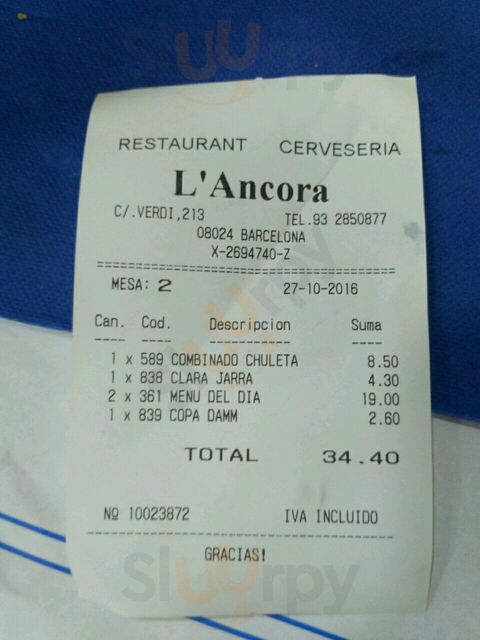 Slurpy
RESTAURANT CERVESERIA
L'Ancora
C/.VERDI,213 TEL.93 2850877
08024 BARCELONA
X-2694740-Z
MESA: 2 27-10-2016
Can. Cod. Descripcion Suma
1 x 589 COMBINADO CHULETA 8.50
1 x 838 CLARA JARRA 4.30
2 x 361 MENU DEL DIA 19.00
1 x 839 COPA DAMM 2.60
TOTAL 34.40
Nº 10023872 IVA INCLUIDO
GRACIAS!
Slurpy